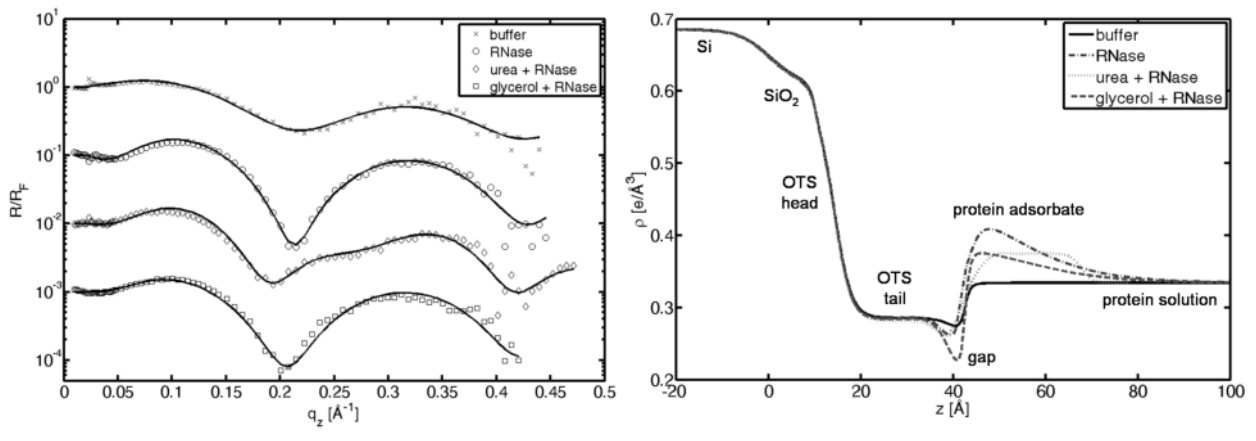 R/R_F
10^0
10^-1
10^-2
10^-3
10^-4
buffer
RNase
urea + RNase
glycerol + RNase
0 0.05 0.1 0.15 0.2 0.25 0.3 0.35 0.4 0.45 0.5
q_z [Å^-1]
ρ [e/Å^3]
0.7
0.6
0.5
0.4
0.3
0.2
Si
SiO_2
OTS
head
OTS
tail
gap
protein adsorbate
protein solution
buffer
RNase
urea + RNase
glycerol + RNase
-20 0 20 40 60 80 100
z [Å]